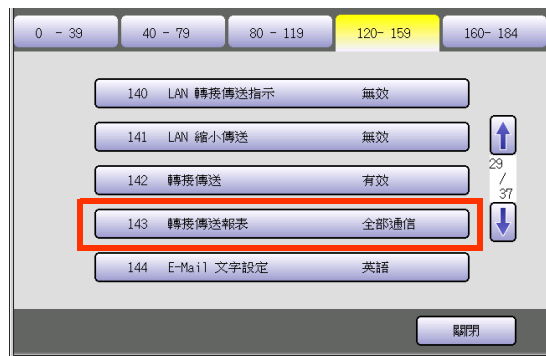 0 - 39 40 - 79 80 - 119 120- 159 160- 184
140 LAN 轉接傳送指示 無效
141 LAN 縮小傳送 無效
142 轉接傳送 有效
29
/
37
143 轉接傳送報表 全部通信
144 E-Mail 文字設定 英語
關閉